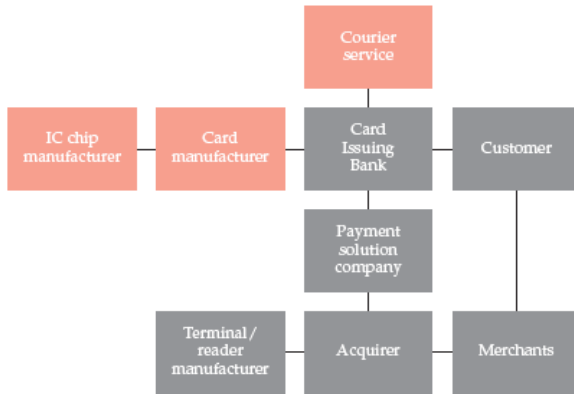 Courier
service
IC chip
manufacturer
Card
manufacturer
Card
Issuing
Bank
Customer
Payment
solution
company
Terminal/
reader
manufacturer
Acquirer
Merchants